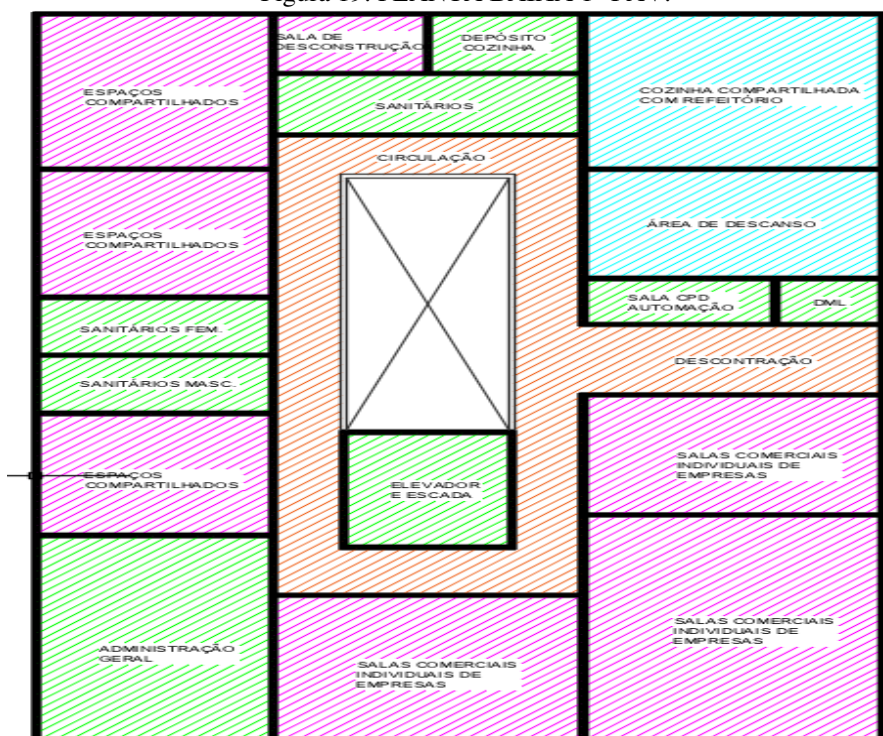 SALA DE
DESCONSTRUÇÃO
DEPÓSITO
COZINHA
ESPAÇOS
COMPARTILHADOS
COZINHA COMPARTILHADA
COM REFEITÓRIO
SANITÁRIOS
CIRCULAÇÃO
ESPAÇOS
COMPARTILHADOS
ÁREA DE DESCANSO
SALA CPD
AUTOMAÇÃO
DML
SANITÁRIOS FEM.
DESCONTRAÇÃO
SANITÁRIOS MASC.
ESPAÇOS
COMPARTILHADOS
SALAS COMERCIAIS
INDIVIDUAIS DE
EMPRESAS
ELEVADOR
E ESCADA
SALAS COMERCIAIS
INDIVIDUAIS DE
EMPRESAS
ADMINISTRAÇÃO
GERAL
SALAS COMERCIAIS
INDIVIDUAIS DE
EMPRESAS